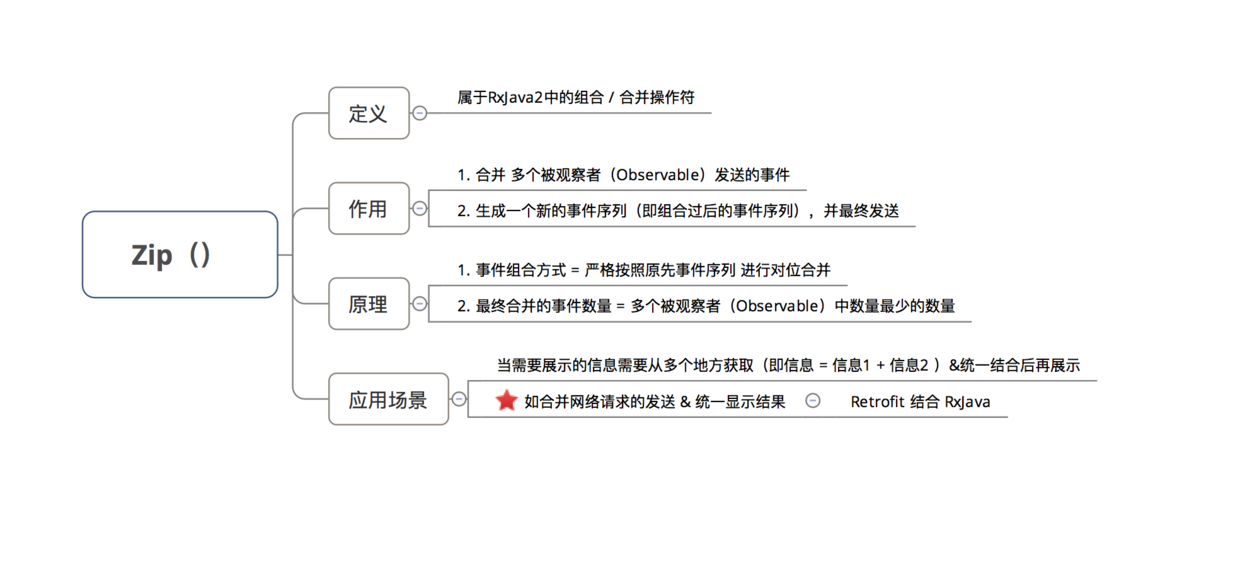 Zip（）
定义
属于RxJava2中的组合 / 合并操作符
作用
1. 合并 多个被观察者（Observable）发送的事件
2. 生成一个新的事件序列（即组合过后的事件序列），并最终发送
原理
1. 事件组合方式 = 严格按照原先事件序列 进行对位合并
2. 最终合并的事件数量 = 多个被观察者（Observable）中数量最少的数量
应用场景
当需要展示的信息需要从多个地方获取（即信息 = 信息1 + 信息2 ）&统一结合后再展示
如合并网络请求的发送 & 统一显示结果 Retrofit 结合 RxJava